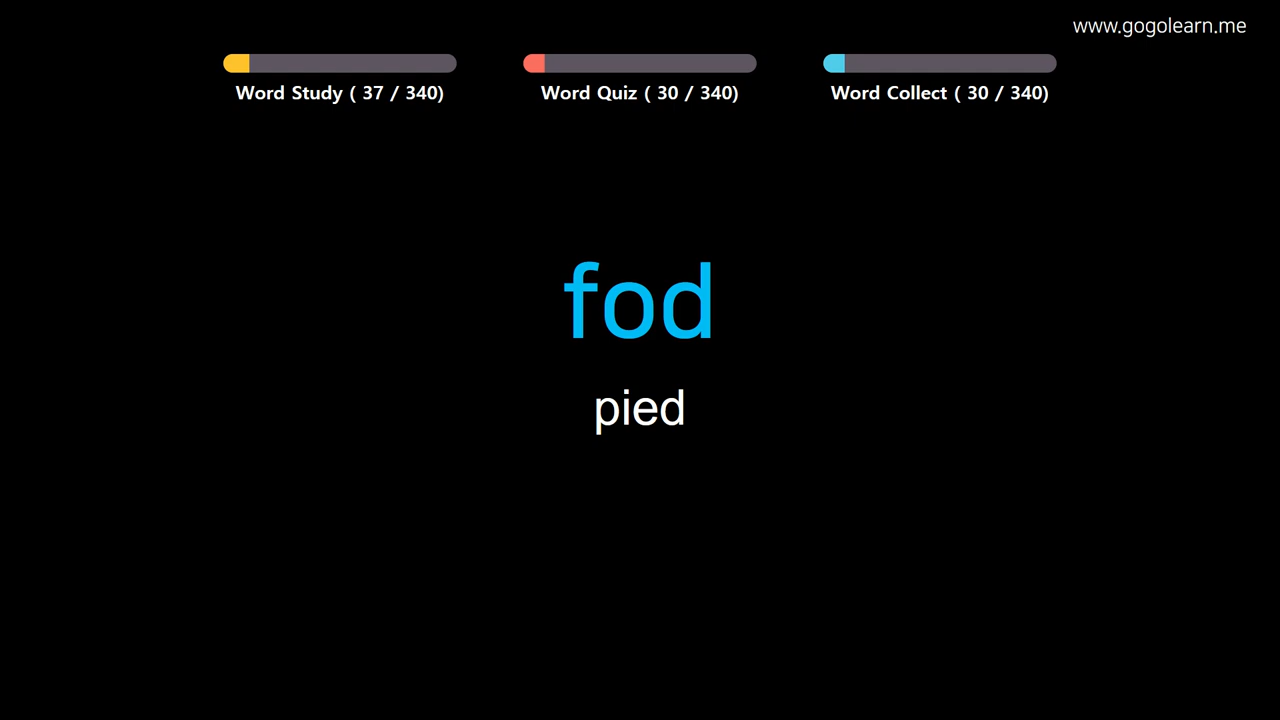 www.gogolearn.me
Word Study ( 37 / 340)
Word Quiz ( 30 / 340)
Word Collect ( 30 / 340)
fod
pied